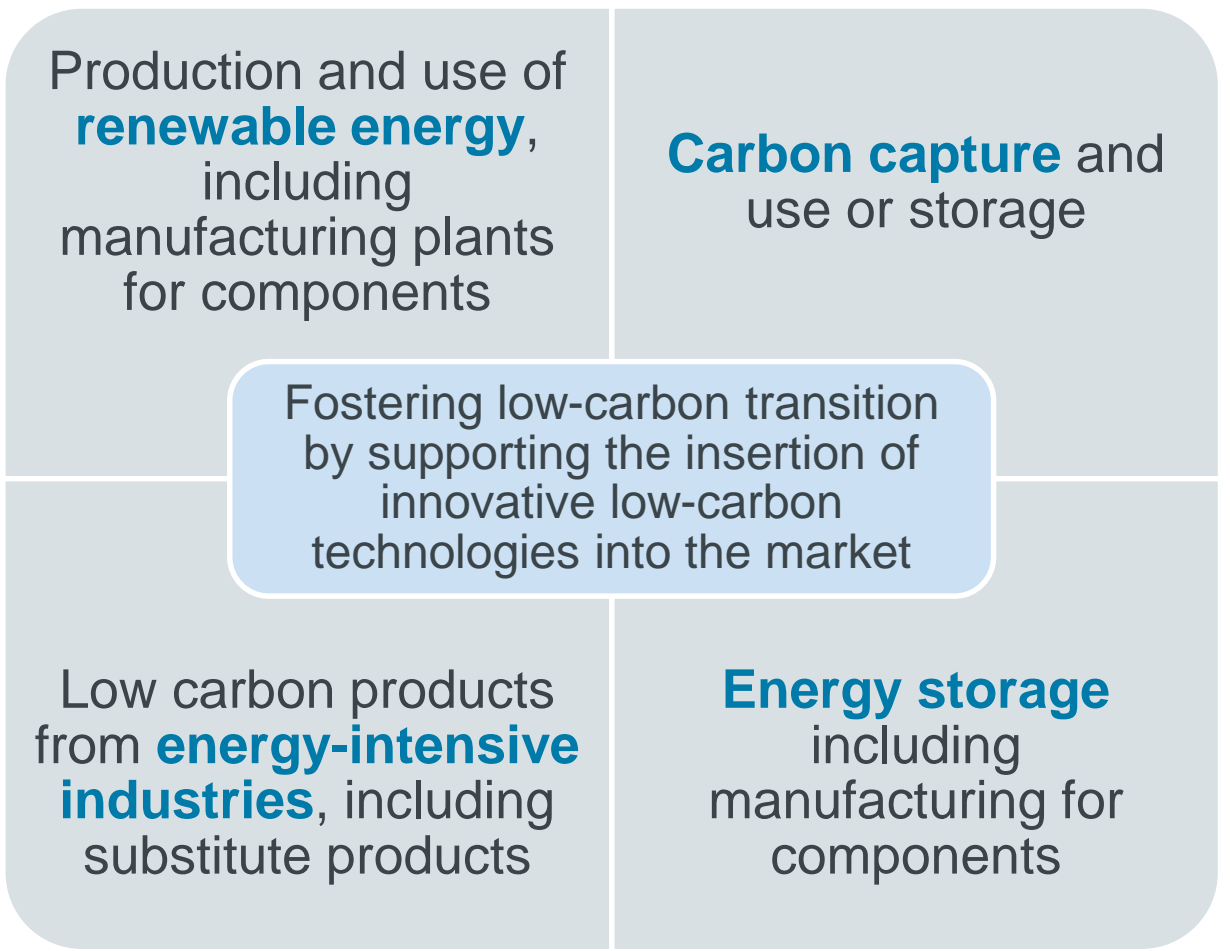 Production and use of
renewable energy,
including
manufacturing plants
for components
Carbon capture and
use or storage
Fostering low-carbon transition
by supporting the insertion of
innovative low-carbon
technologies into the market
Low carbon products
from energy-intensive
industries, including
substitute products
Energy storage
including
manufacturing for
components